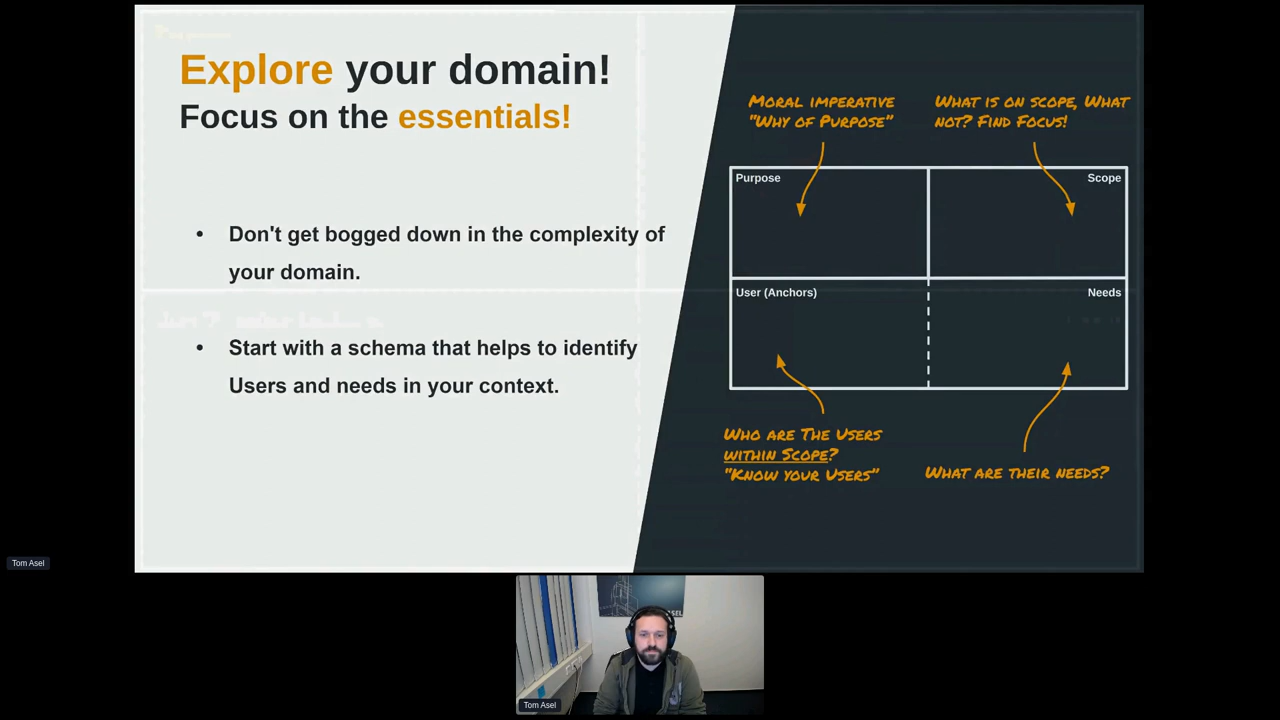 Explore your domain!
Focus on the essentials!
• Don't get bogged down in the complexity of
your domain.
• Start with a schema that helps to identify
Users and needs in your context.
Moral imperative
"Why of Purpose"
What is on scope, What
not? Find Focus!
Purpose
Scope
User (Anchors)
Needs
Who are The Users
within Scope?
"Know your Users"
What are their needs?
Tom Asel
ASEL
Tom Asel